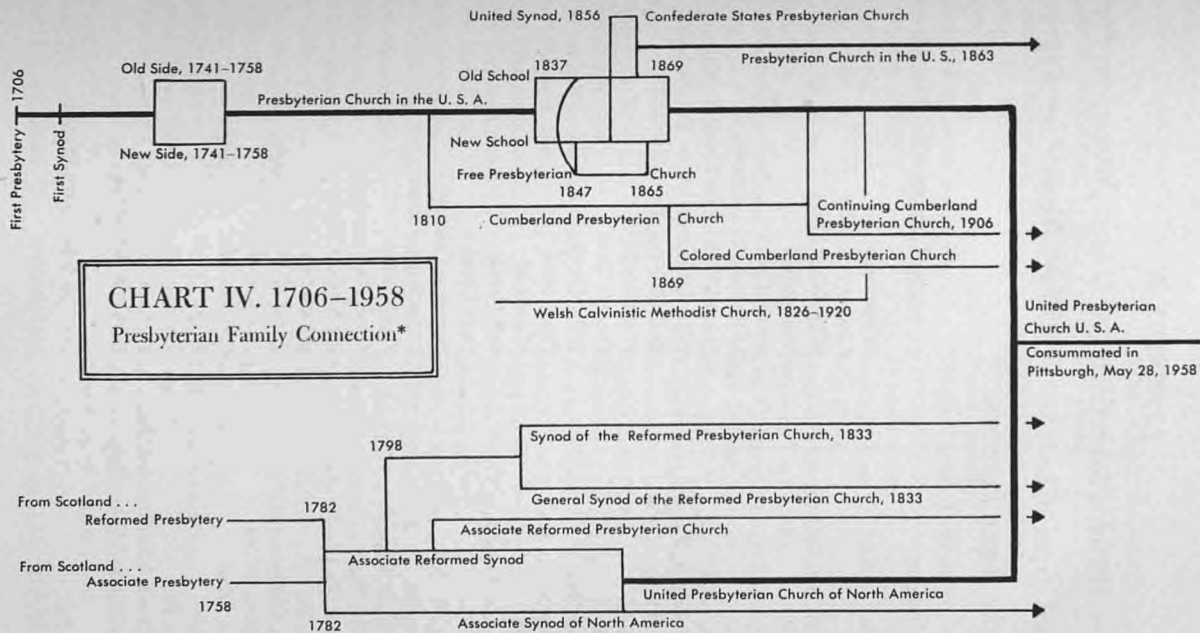 United Synod, 1856
Confederate States Presbyterian Church
Presbyterian Church in the U. S., 1863
First Presbytery — 1706
First Synod
Old Side, 1741–1758
New Side, 1741–1758
Presbyterian Church in the U. S. A.
1837
1869
Old School
New School
Free Presbyterian
Church
1847
1865
1810
Cumberland Presbyterian
Church
Continuing Cumberland
Presbyterian Church, 1906
Colored Cumberland Presbyterian Church
1869
Welsh Calvinistic Methodist Church, 1826–1920
CHART IV. 1706–1958
Presbyterian Family Connection*
United Presbyterian
Church U. S. A.
Consummated in
Pittsburgh, May 28, 1958
1798
Synod of the Reformed Presbyterian Church, 1833
General Synod of the Reformed Presbyterian Church, 1833
From Scotland . . .
Reformed Presbytery
1782
Associate Reformed Presbyterian Church
Associate Reformed Synod
From Scotland . . .
Associate Presbytery
1758
1782
United Presbyterian Church of North America
Associate Synod of North America